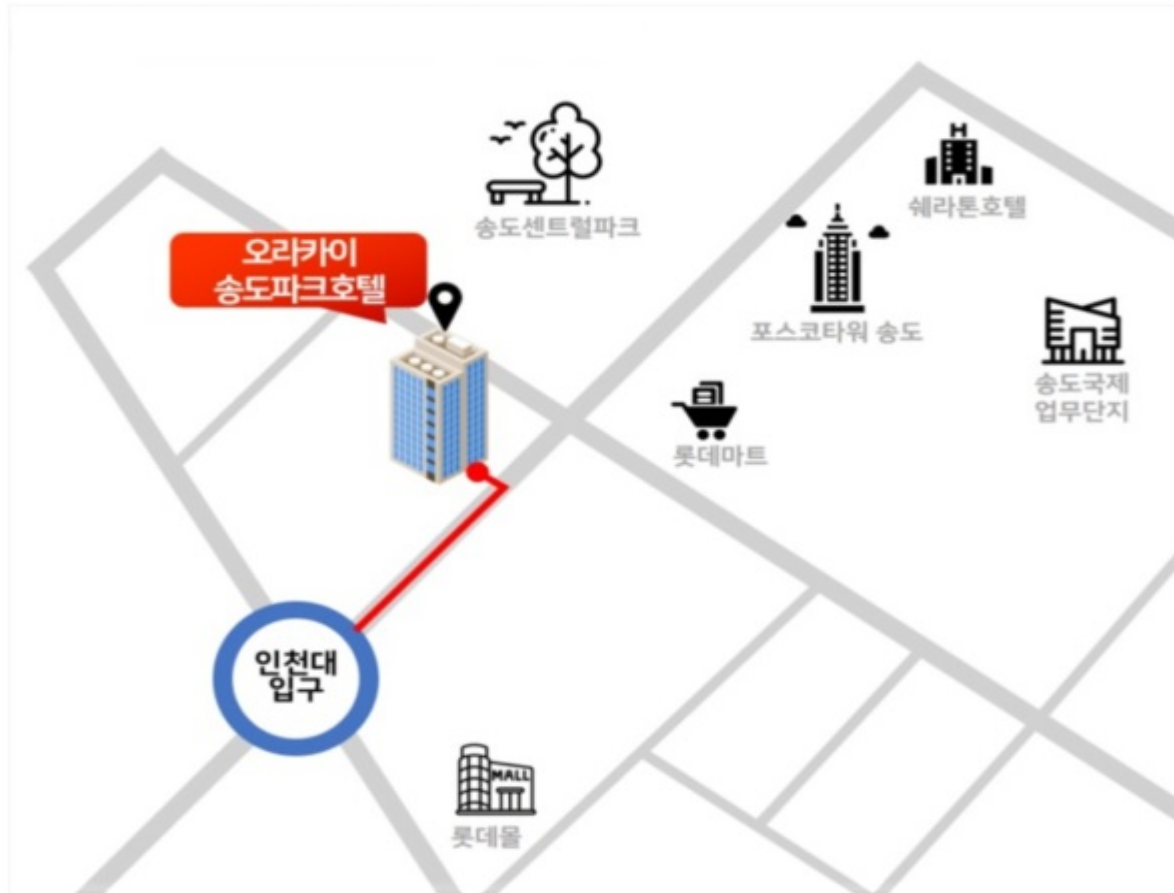 H
쉐라톤호텔
송도센트럴파크
오라카이
송도파크호텔
포스코타워 송도
송도국제
업무단지
롯데마트
인천대
입구
MALL
롯데몰